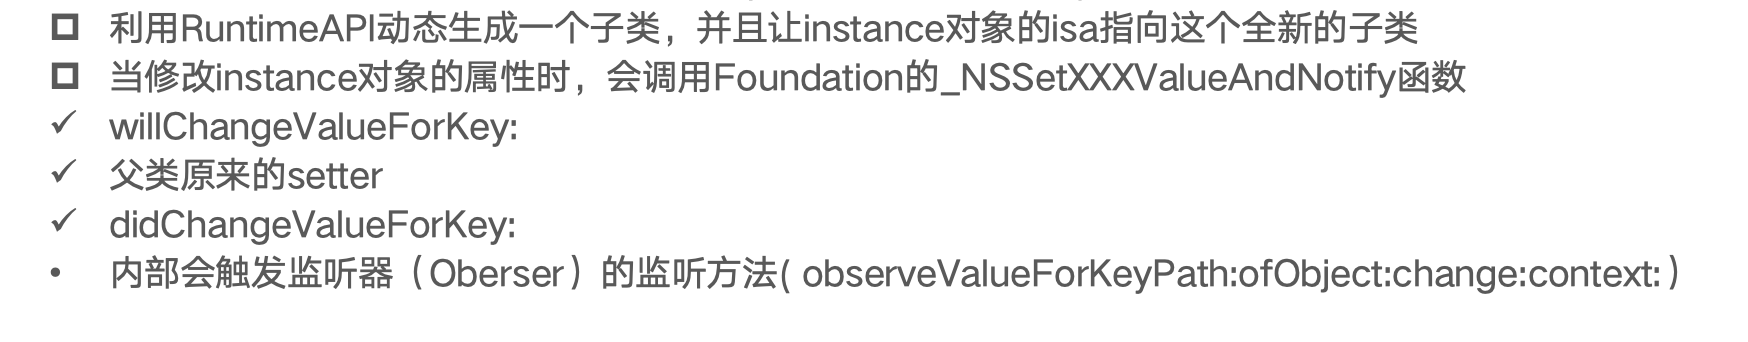 利用RuntimeAPI动态生成一个子类，并且让instance对象的isa指向这个全新的子类
当修改instance对象的属性时，会调用Foundation的_NSSetXXXValueAndNotify函数
willChangeValueForKey:
父类原来的setter
didChangeValueForKey:
内部会触发监听器（Oberser）的监听方法( observeValueForKeyPath:ofObject:change:context:）